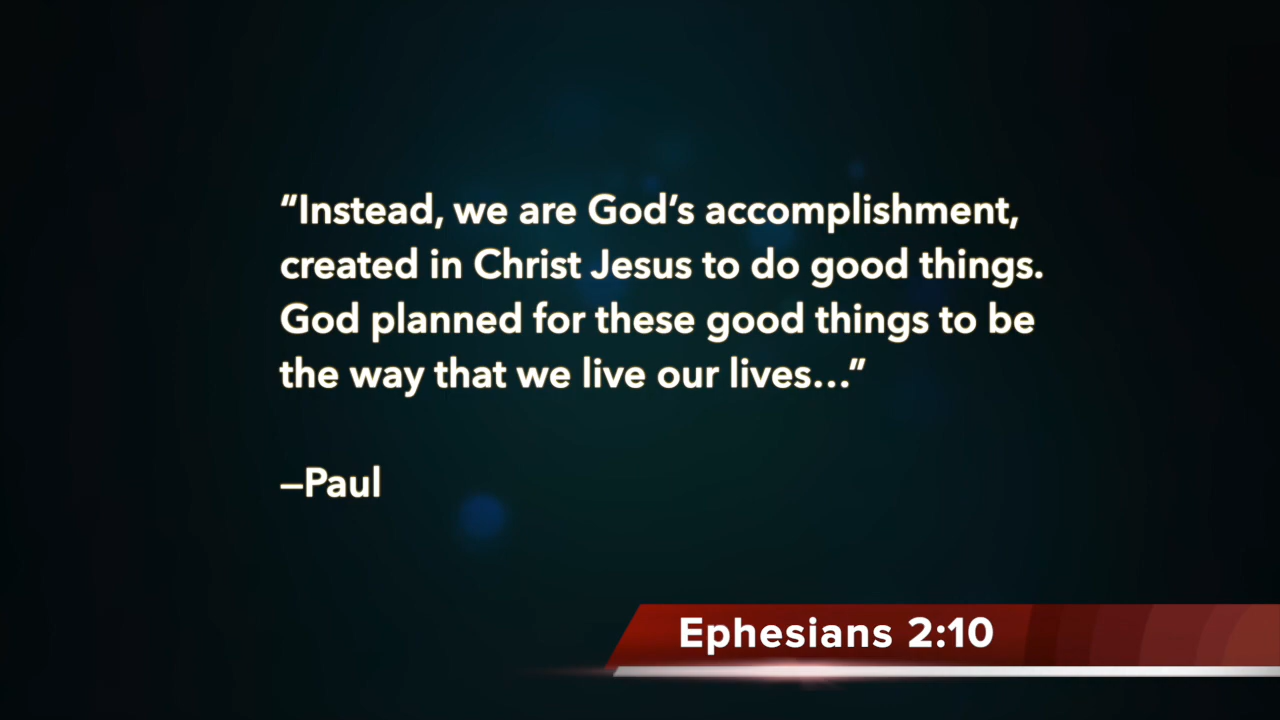 “Instead, we are God’s accomplishment,
created in Christ Jesus to do good things.
God planned for these good things to be
the way that we live our lives…”
–Paul
Ephesians 2:10